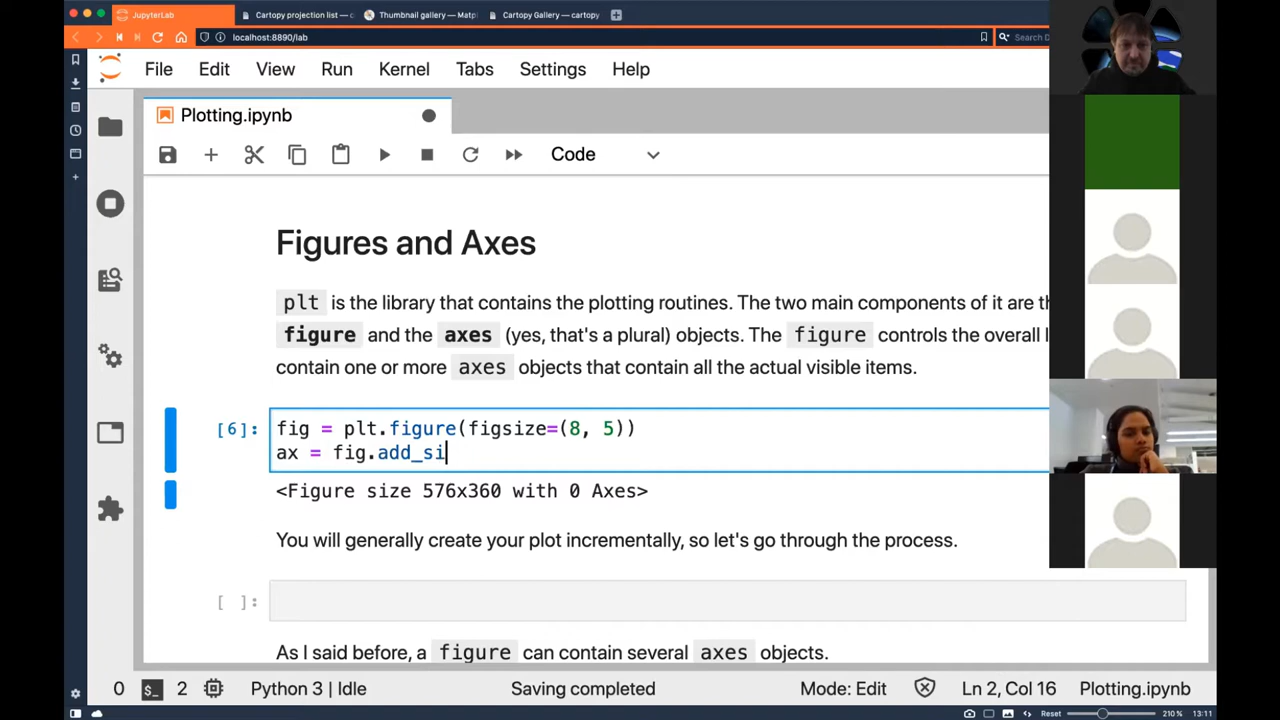 JupyterLab
Cartopy projection list — c
Thumbnail gallery — Matpl
Cartopy Gallery — cartopy
localhost:8890/lab
Search D
File Edit View Run Kernel Tabs Settings Help
Plotting.ipynb
Code
Figures and Axes
plt is the library that contains the plotting routines. The two main components of it are th
figure and the axes (yes, that's a plural) objects. The figure controls the overall l
contain one or more axes objects that contain all the actual visible items.
[6]: fig = plt.figure(figsize=(8, 5))
ax = fig.add_si
<Figure size 576x360 with 0 Axes>
You will generally create your plot incrementally, so let's go through the process.
[ ]:
As I said before, a figure can contain several axes objects.
0 $_ 2 Python 3 | Idle Saving completed Mode: Edit Ln 2, Col 16 Plotting.ipynb
Reset 210 % 13:11